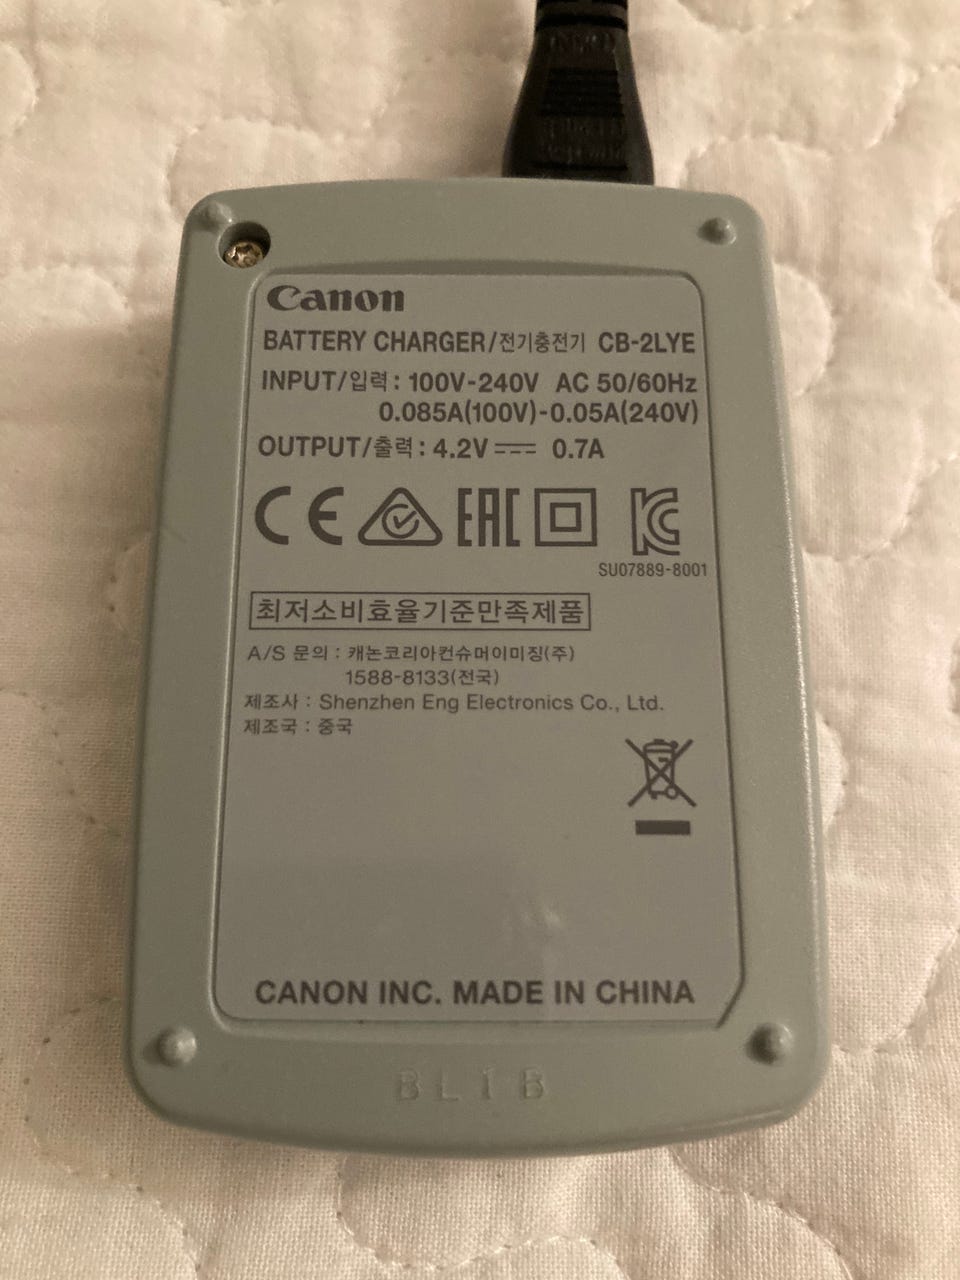 Canon
BATTERY CHARGER/전기충전기 CB-2LYE
INPUT/입력: 100V-240V AC 50/60Hz
0.085A(100V)-0.05A(240V)
OUTPUT/출력: 4.2V⎓ 0.7A
CE EAC KC
SU07889-8001
최저소비효율기준만족제품
A/S 문의 : 캐논코리아컨슈머이미징(주)
1588-8133(전국)
제조사 : Shenzhen Eng Electronics Co., Ltd.
제조국 : 중국
CANON INC. MADE IN CHINA
BL1B